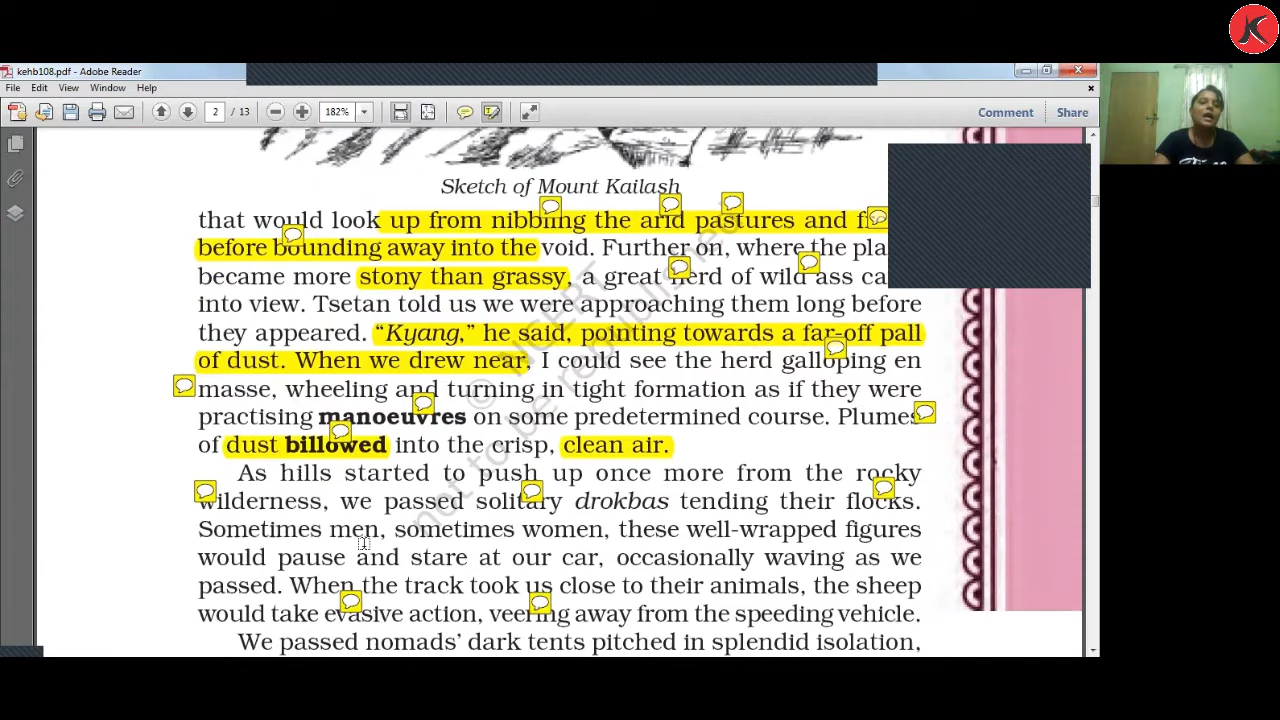 K
kehb108.pdf - Adobe Reader
File Edit View Window Help
2 / 13 182% Comment Share
Sketch of Mount Kailash
that would look up from nibbling the arid pastures and
before bounding away into the void. Further on, where the
became more stony than grassy, a great herd of wild ass
into view. Tsetan told us we were approaching them long before
they appeared. “Kyang,” he said, pointing towards a far-off pall
of dust. When we drew near, I could see the herd galloping en
masse, wheeling and turning in tight formation as if they were
practising manoeuvres on some predetermined course. Plumes
of dust billowed into the crisp, clean air.
As hills started to push up once more from the rocky
wilderness, we passed solitary drokbas tending their flocks.
Sometimes men, sometimes women, these well-wrapped figures
would pause and stare at our car, occasionally waving as we
passed. When the track took us close to their animals, the sheep
would take evasive action, veering away from the speeding vehicle.
We passed nomads’ dark tents pitched in splendid isolation,
© NCERT
not to be republished